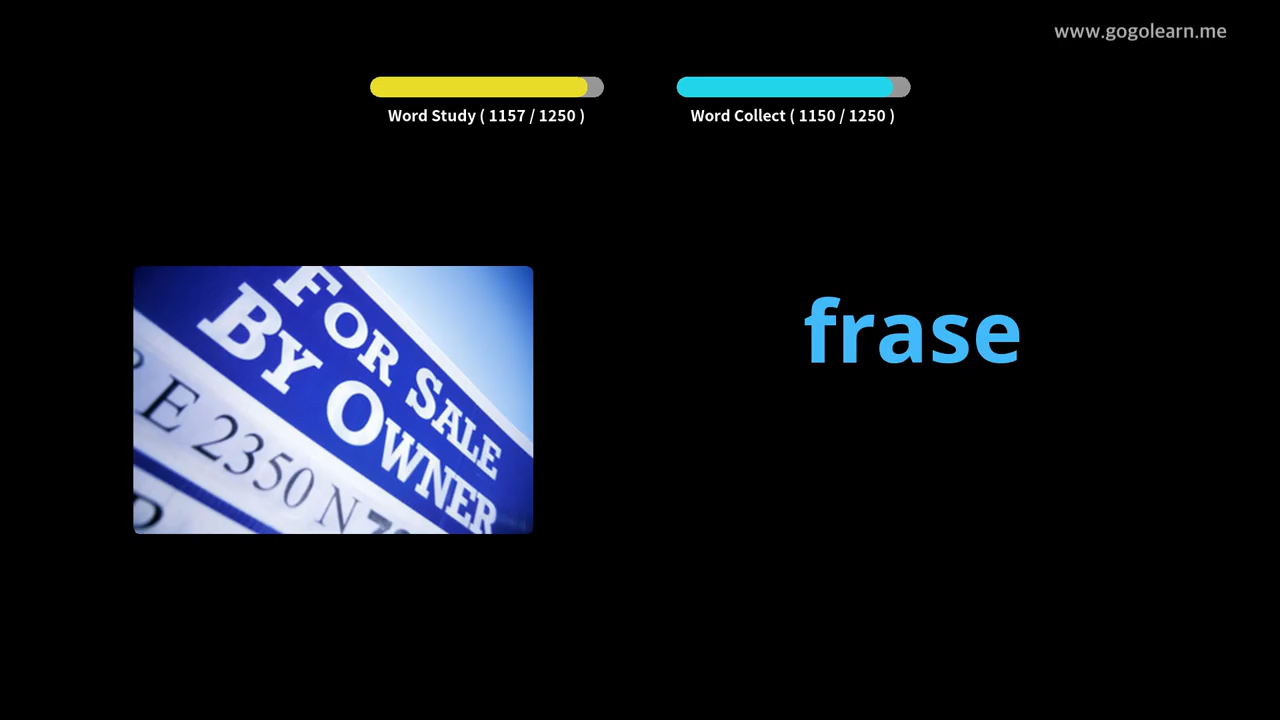 www.gogolearn.me
Word Study ( 1157 / 1250 )
Word Collect ( 1150 / 1250 )
FOR SALE
BY OWNER
E 2350 N
frase